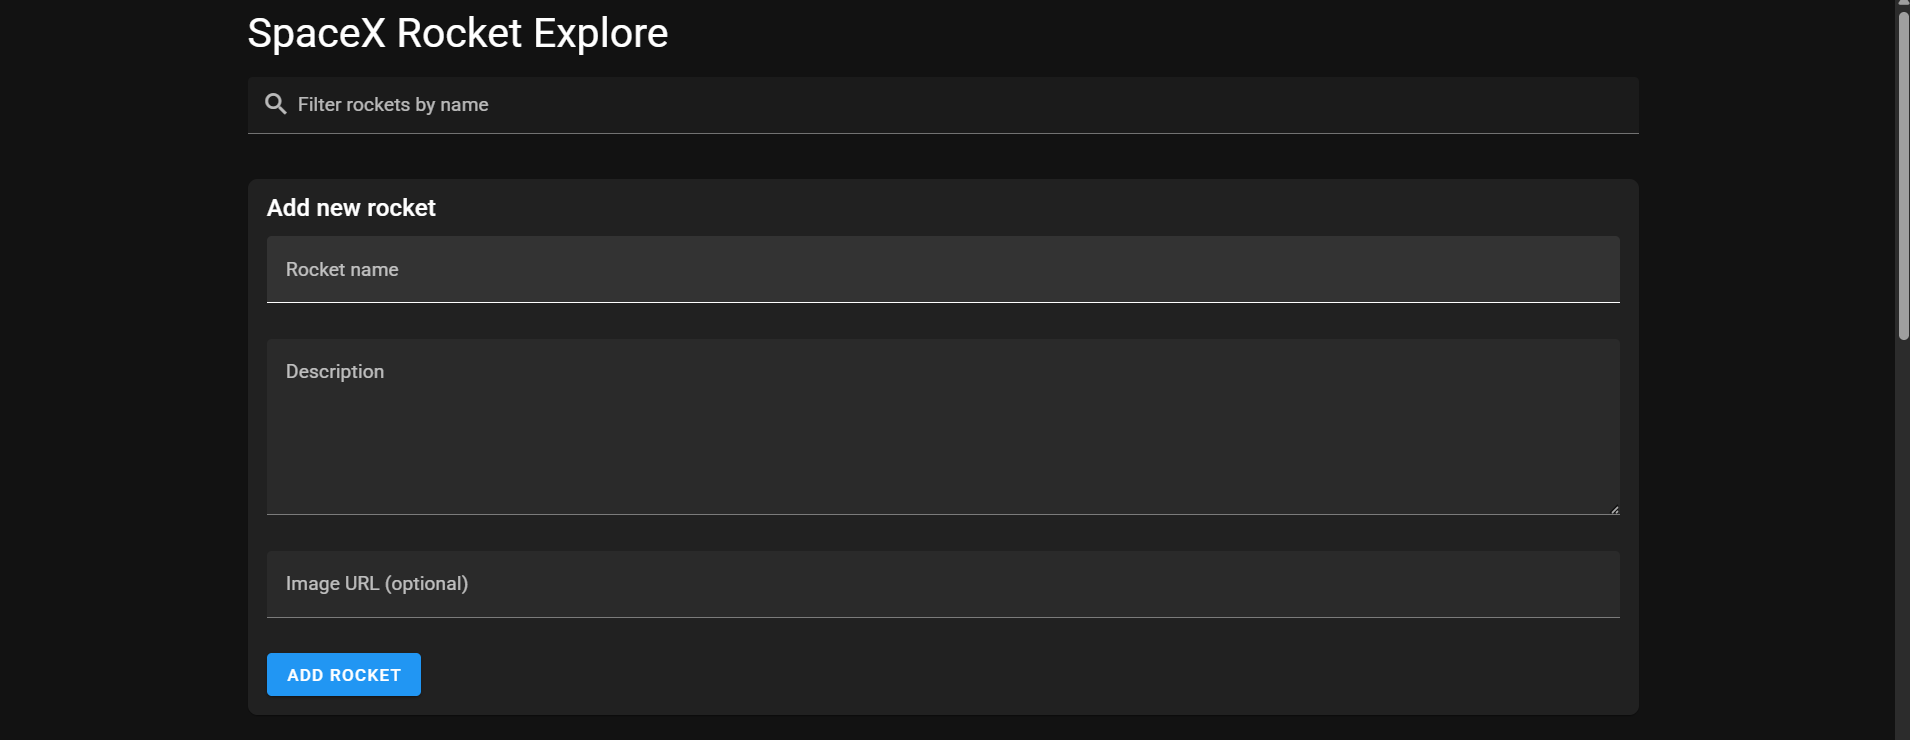 SpaceX Rocket Explore
Filter rockets by name
Add new rocket
Rocket name
Description
Image URL (optional)
ADD ROCKET